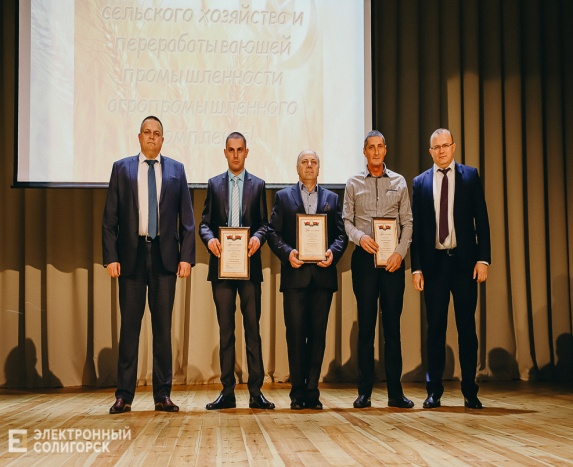 сельского хозяйства и
перерабатывающей
промышленности
агропромышленного
ЭЛЕКТРОННЫЙ
СОЛИГОРСК